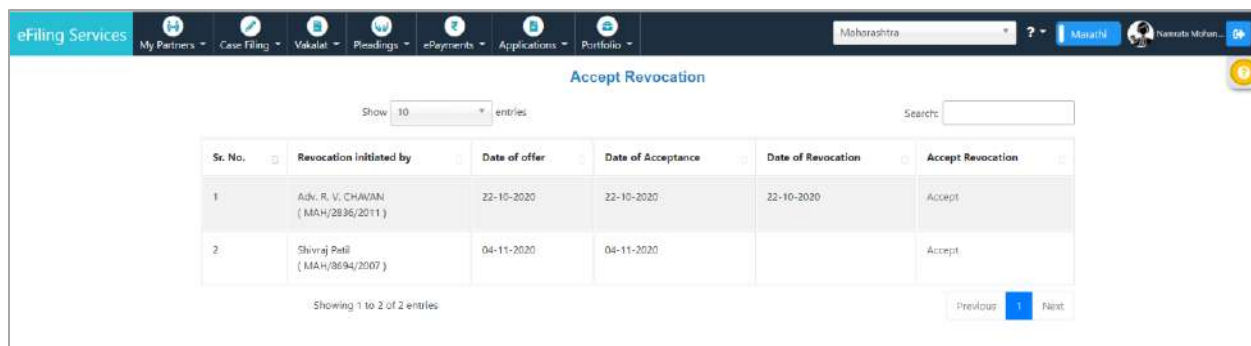 eFiling Services
My Partners Case Filing Vakalat Pleadings ePayments Applications Portfolio
Maharashtra
?
Marathi
Namrata Mohan...
Accept Revocation
Show 10 entries
Search:
Sr. No. Revocation initiated by Date of offer Date of Acceptance Date of Revocation Accept Revocation
1 Adv. R. V. CHAVAN 22-10-2020 22-10-2020 22-10-2020 Accept
( MAH/2836/2011 )
2 Shivraj Patil 04-11-2020 04-11-2020 Accept
( MAH/8694/2007 )
Showing 1 to 2 of 2 entries
Previous 1 Next